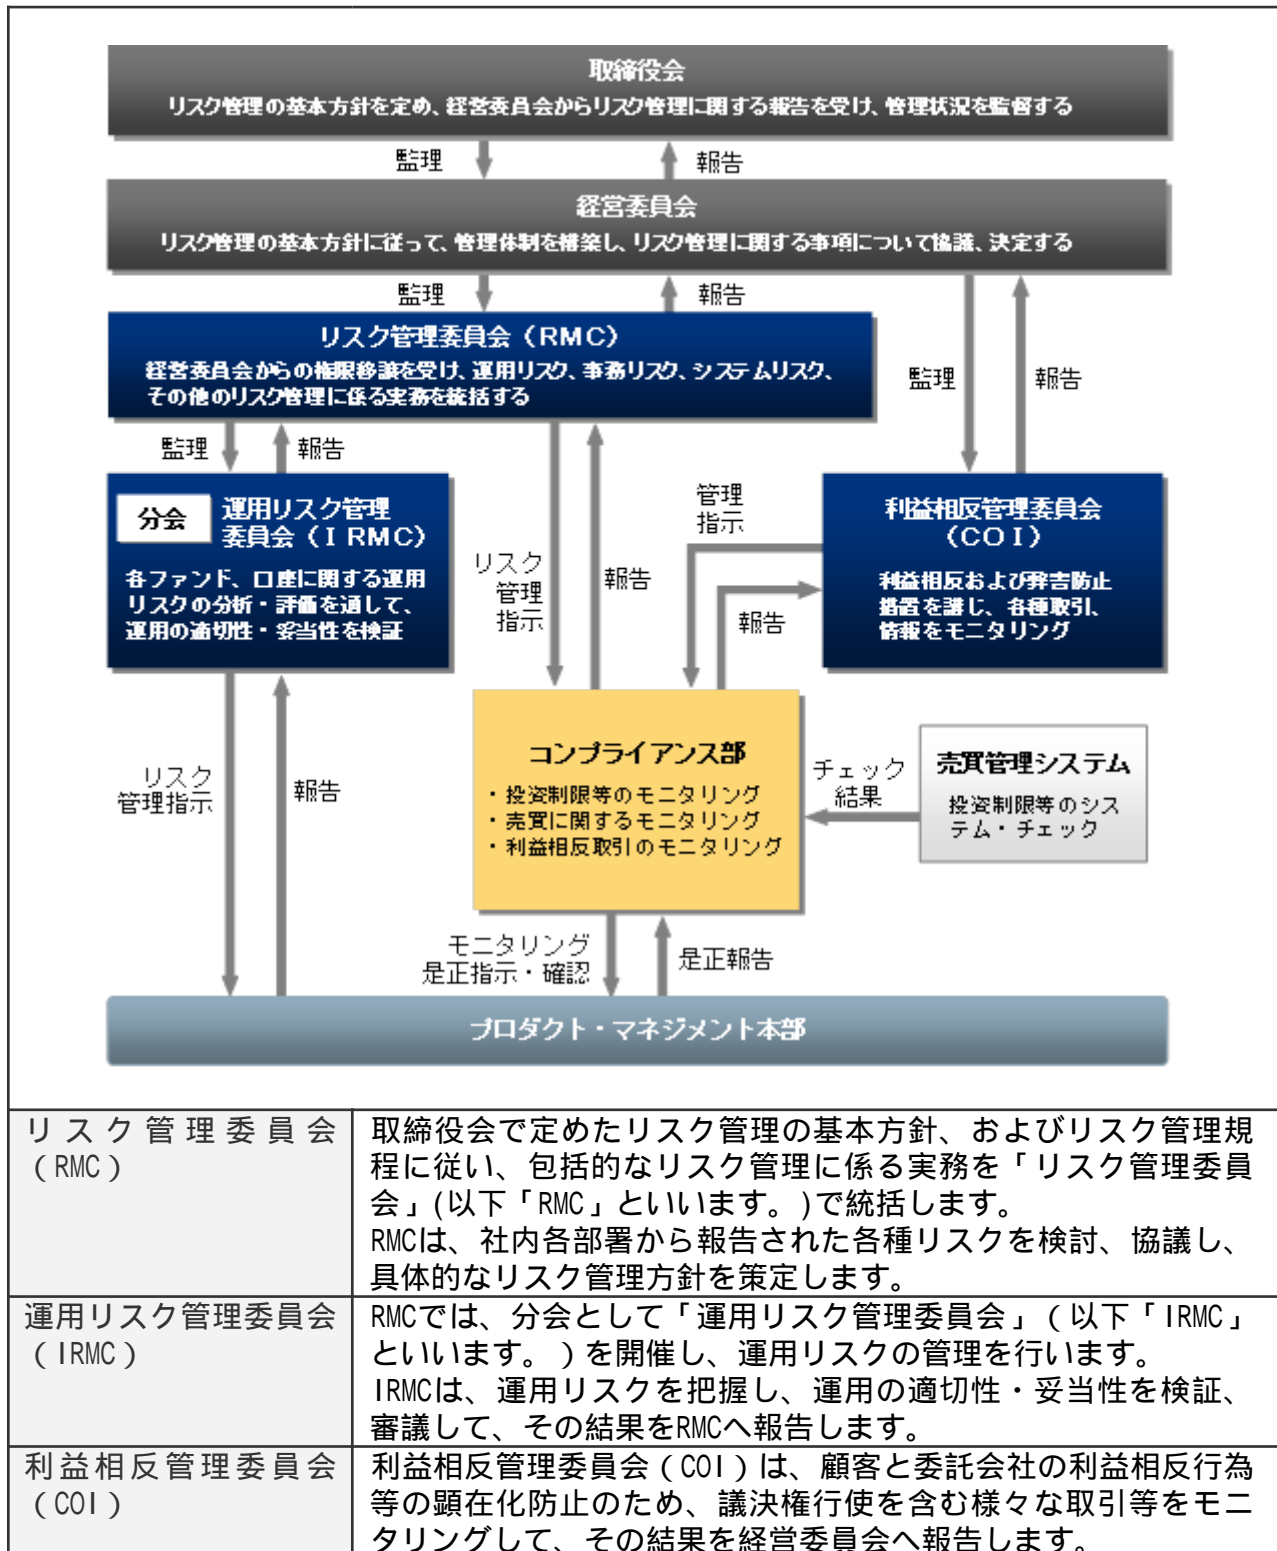 取締役会
リスク管理の基本方針を定め、経営委員会からリスク管理に関する報告を受け、管理状況を監督する
監理
報告
経営委員会
リスク管理の基本方針に従って、管理体制を構築し、リスク管理に関する事項について協議、決定する
監理
報告
リスク管理委員会（RMC）
経営委員会からの権限移譲を受け、運用リスク、事務リスク、システムリスク、
その他のリスク管理に係る実務を統括する
監理
報告
監理
報告
分会
運用リスク管理
委員会（IRMC）
各ファンド、口座に関する運用
リスクの分析・評価を通して、
運用の適切性・妥当性を検証
リスク
管理
指示
報告
管理
指示
報告
利益相反管理委員会
（COI）
利益相反および弊害防止
措置を講じ、各種取引、
情報をモニタリング
コンプライアンス部
・投資制限等のモニタリング
・売買に関するモニタリング
・利益相反取引のモニタリング
チェック
結果
売買管理システム
投資制限等のシス
テム・チェック
リスク
管理指示
報告
モニタリング
是正指示・確認
是正報告
プロダクト・マネジメント本部
リスク管理委員会
（RMC）
取締役会で定めたリスク管理の基本方針、およびリスク管理規
程に従い、包括的なリスク管理に係る実務を「リスク管理委員
会」(以下「RMC」といいます。)で統括します。
RMCは、社内各部署から報告された各種リスクを検討、協議し、
具体的なリスク管理方針を策定します。
運用リスク管理委員会
（IRMC）
RMCでは、分会として「運用リスク管理委員会」（以下「IRMC」
といいます。）を開催し、運用リスクの管理を行います。
IRMCは、運用リスクを把握し、運用の適切性・妥当性を検証、
審議して、その結果をRMCへ報告します。
利益相反管理委員会
（COI）
利益相反管理委員会（COI）は、顧客と委託会社の利益相反行為
等の顕在化防止のため、議決権行使を含む様々な取引等をモニ
タリングして、その結果を経営委員会へ報告します。